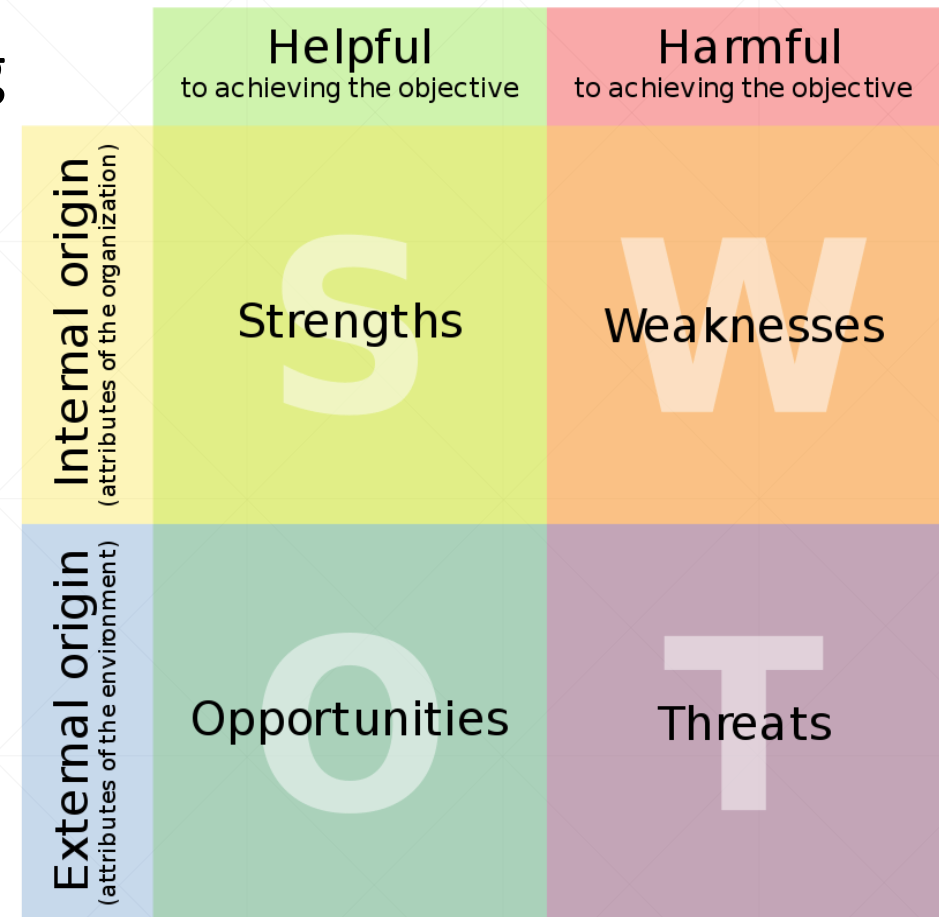 Helpful
to achieving the objective
Harmful
to achieving the objective
Internal origin
(attributes of the organization)
S
Strengths
W
Weaknesses
External origin
(attributes of the environment)
O
Opportunities
T
Threats